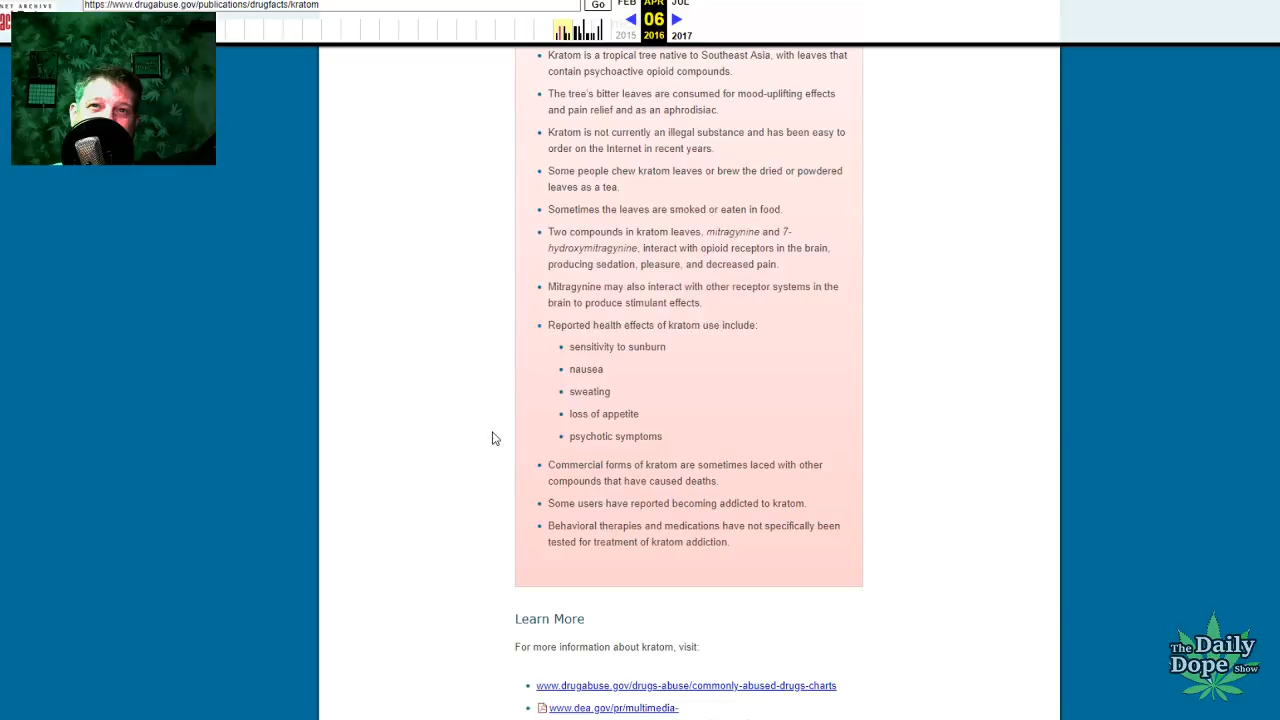 NET ARCHIVE
https://www.drugabuse.gov/publications/drugfacts/kratom
Go
FEB
APR
JUL
06
2015
2016
2017
Kratom is a tropical tree native to Southeast Asia, with leaves that
contain psychoactive opioid compounds.
The tree's bitter leaves are consumed for mood-uplifting effects
and pain relief and as an aphrodisiac.
Kratom is not currently an illegal substance and has been easy to
order on the Internet in recent years.
Some people chew kratom leaves or brew the dried or powdered
leaves as a tea.
Sometimes the leaves are smoked or eaten in food.
Two compounds in kratom leaves, mitragynine and 7-
hydroxymitragynine, interact with opioid receptors in the brain,
producing sedation, pleasure, and decreased pain.
Mitragynine may also interact with other receptor systems in the
brain to produce stimulant effects.
Reported health effects of kratom use include:
sensitivity to sunburn
nausea
sweating
loss of appetite
psychotic symptoms
Commercial forms of kratom are sometimes laced with other
compounds that have caused deaths.
Some users have reported becoming addicted to kratom.
Behavioral therapies and medications have not specifically been
tested for treatment of kratom addiction.
Learn More
For more information about kratom, visit:
www.drugabuse.gov/drugs-abuse/commonly-abused-drugs-charts
www.dea.gov/pr/multimedia-
The Daily
Dope Show